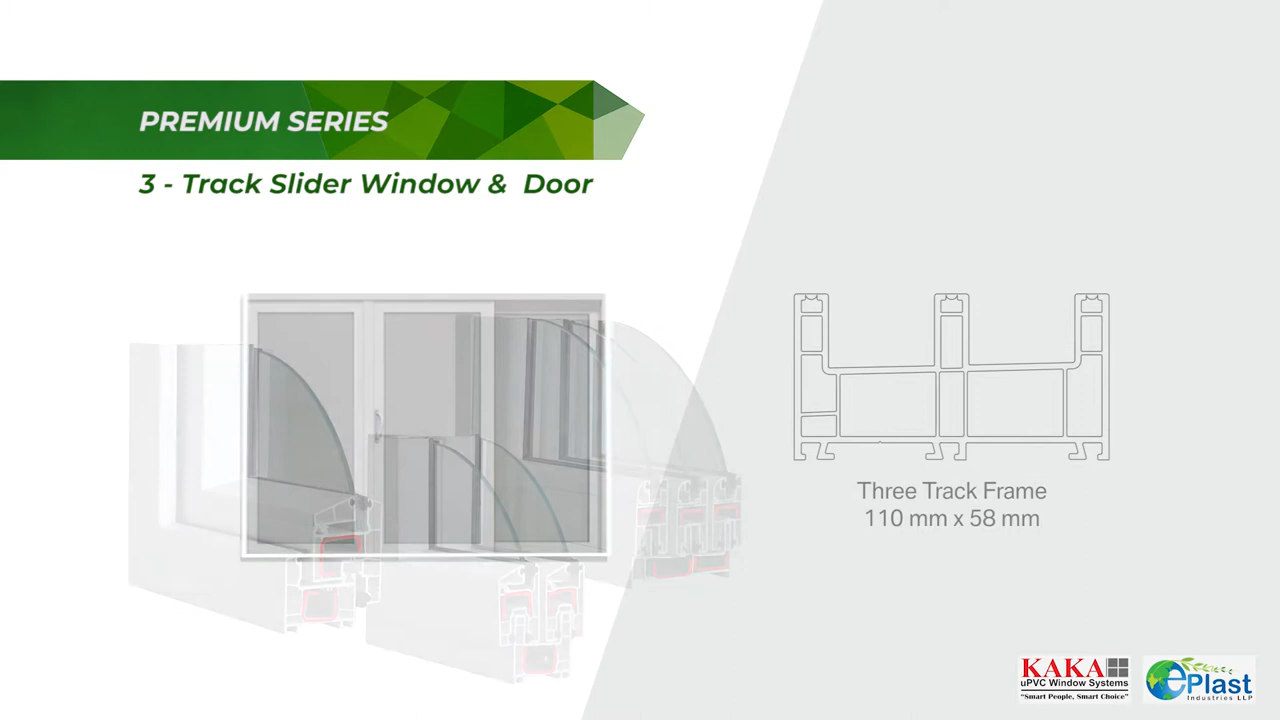 PREMIUM SERIES
3 - Track Slider Window & Door
Three Track Frame
110 mm x 58 mm
KAKA
uPVC Window Systems
"Smart People, Smart Choice"
ePlast
Industries LLP